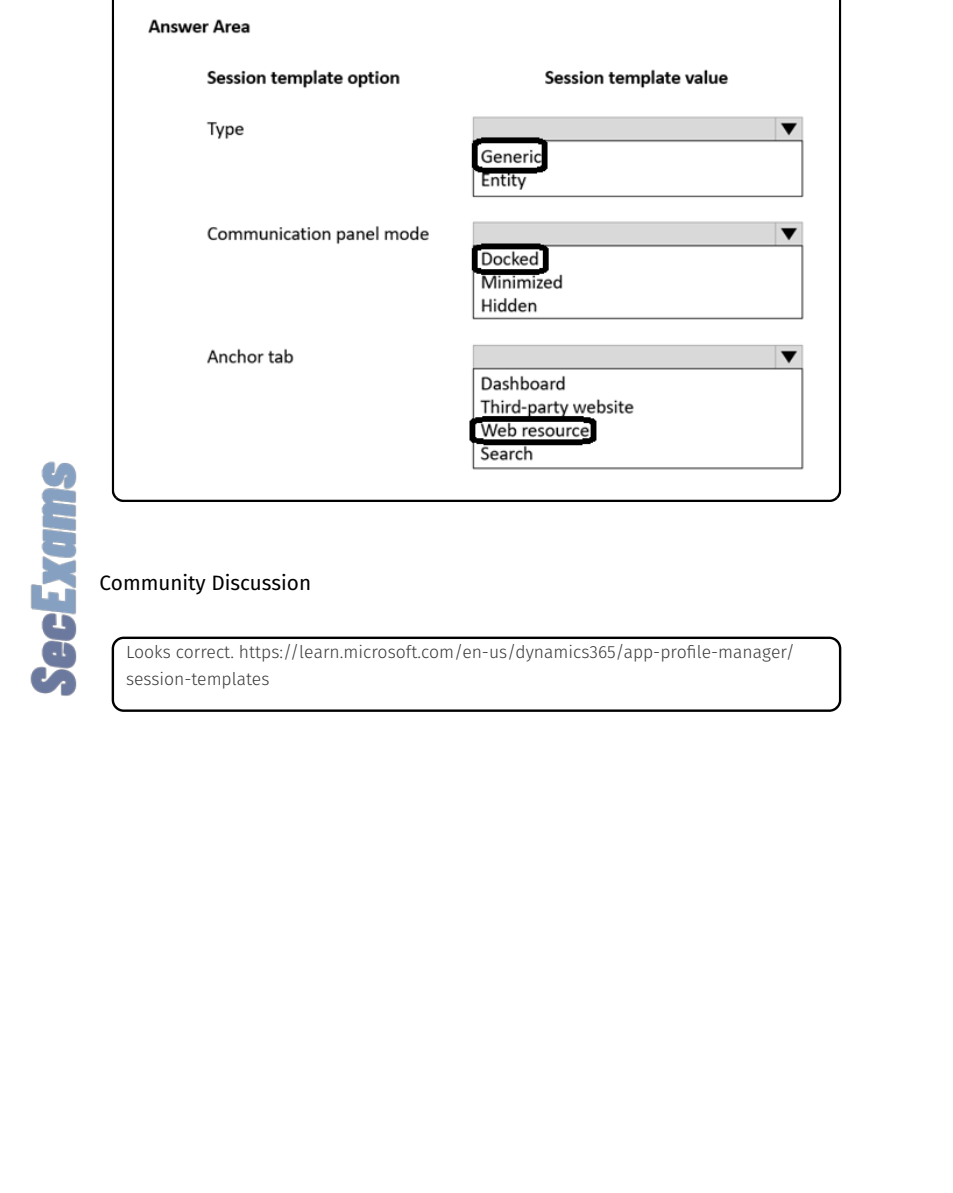 Answer Area
Session template option Session template value
Type
Generic
Entity
Communication panel mode
Docked
Minimized
Hidden
Anchor tab
Dashboard
Third-party website
Web resource
Search
SecExams
Community Discussion
Looks correct. https://learn.microsoft.com/en-us/dynamics365/app-profile-manager/
session-templates